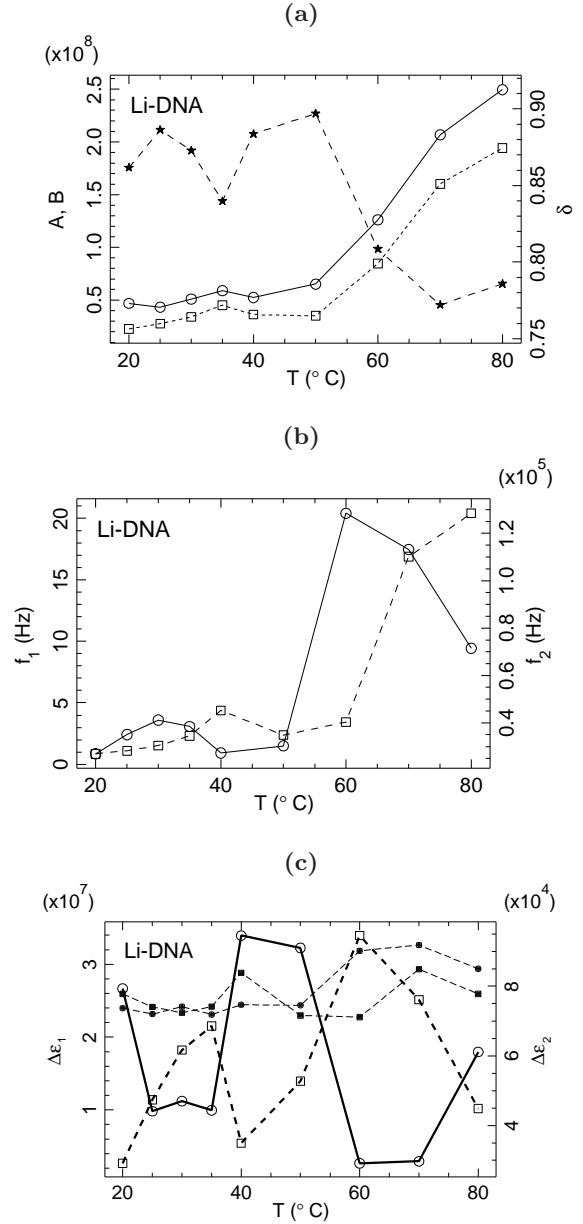 (a)
(x10⁸)
Li-DNA
A, B
0.5 1.0 1.5 2.0 2.5
δ
0.75 0.80 0.85 0.90
20 30 40 50 60 70 80
T (° C)
(b)
(x10⁵)
Li-DNA
f₁ (Hz)
0 5 10 15 20
f₂ (Hz)
0.4 0.6 0.8 1.0 1.2
20 40 60 80
T (° C)
(c)
(x10⁷) (x10⁴)
Li-DNA
Δε₁
1 2 3
Δε₂
4 6 8
20 40 60 80
T (° C)